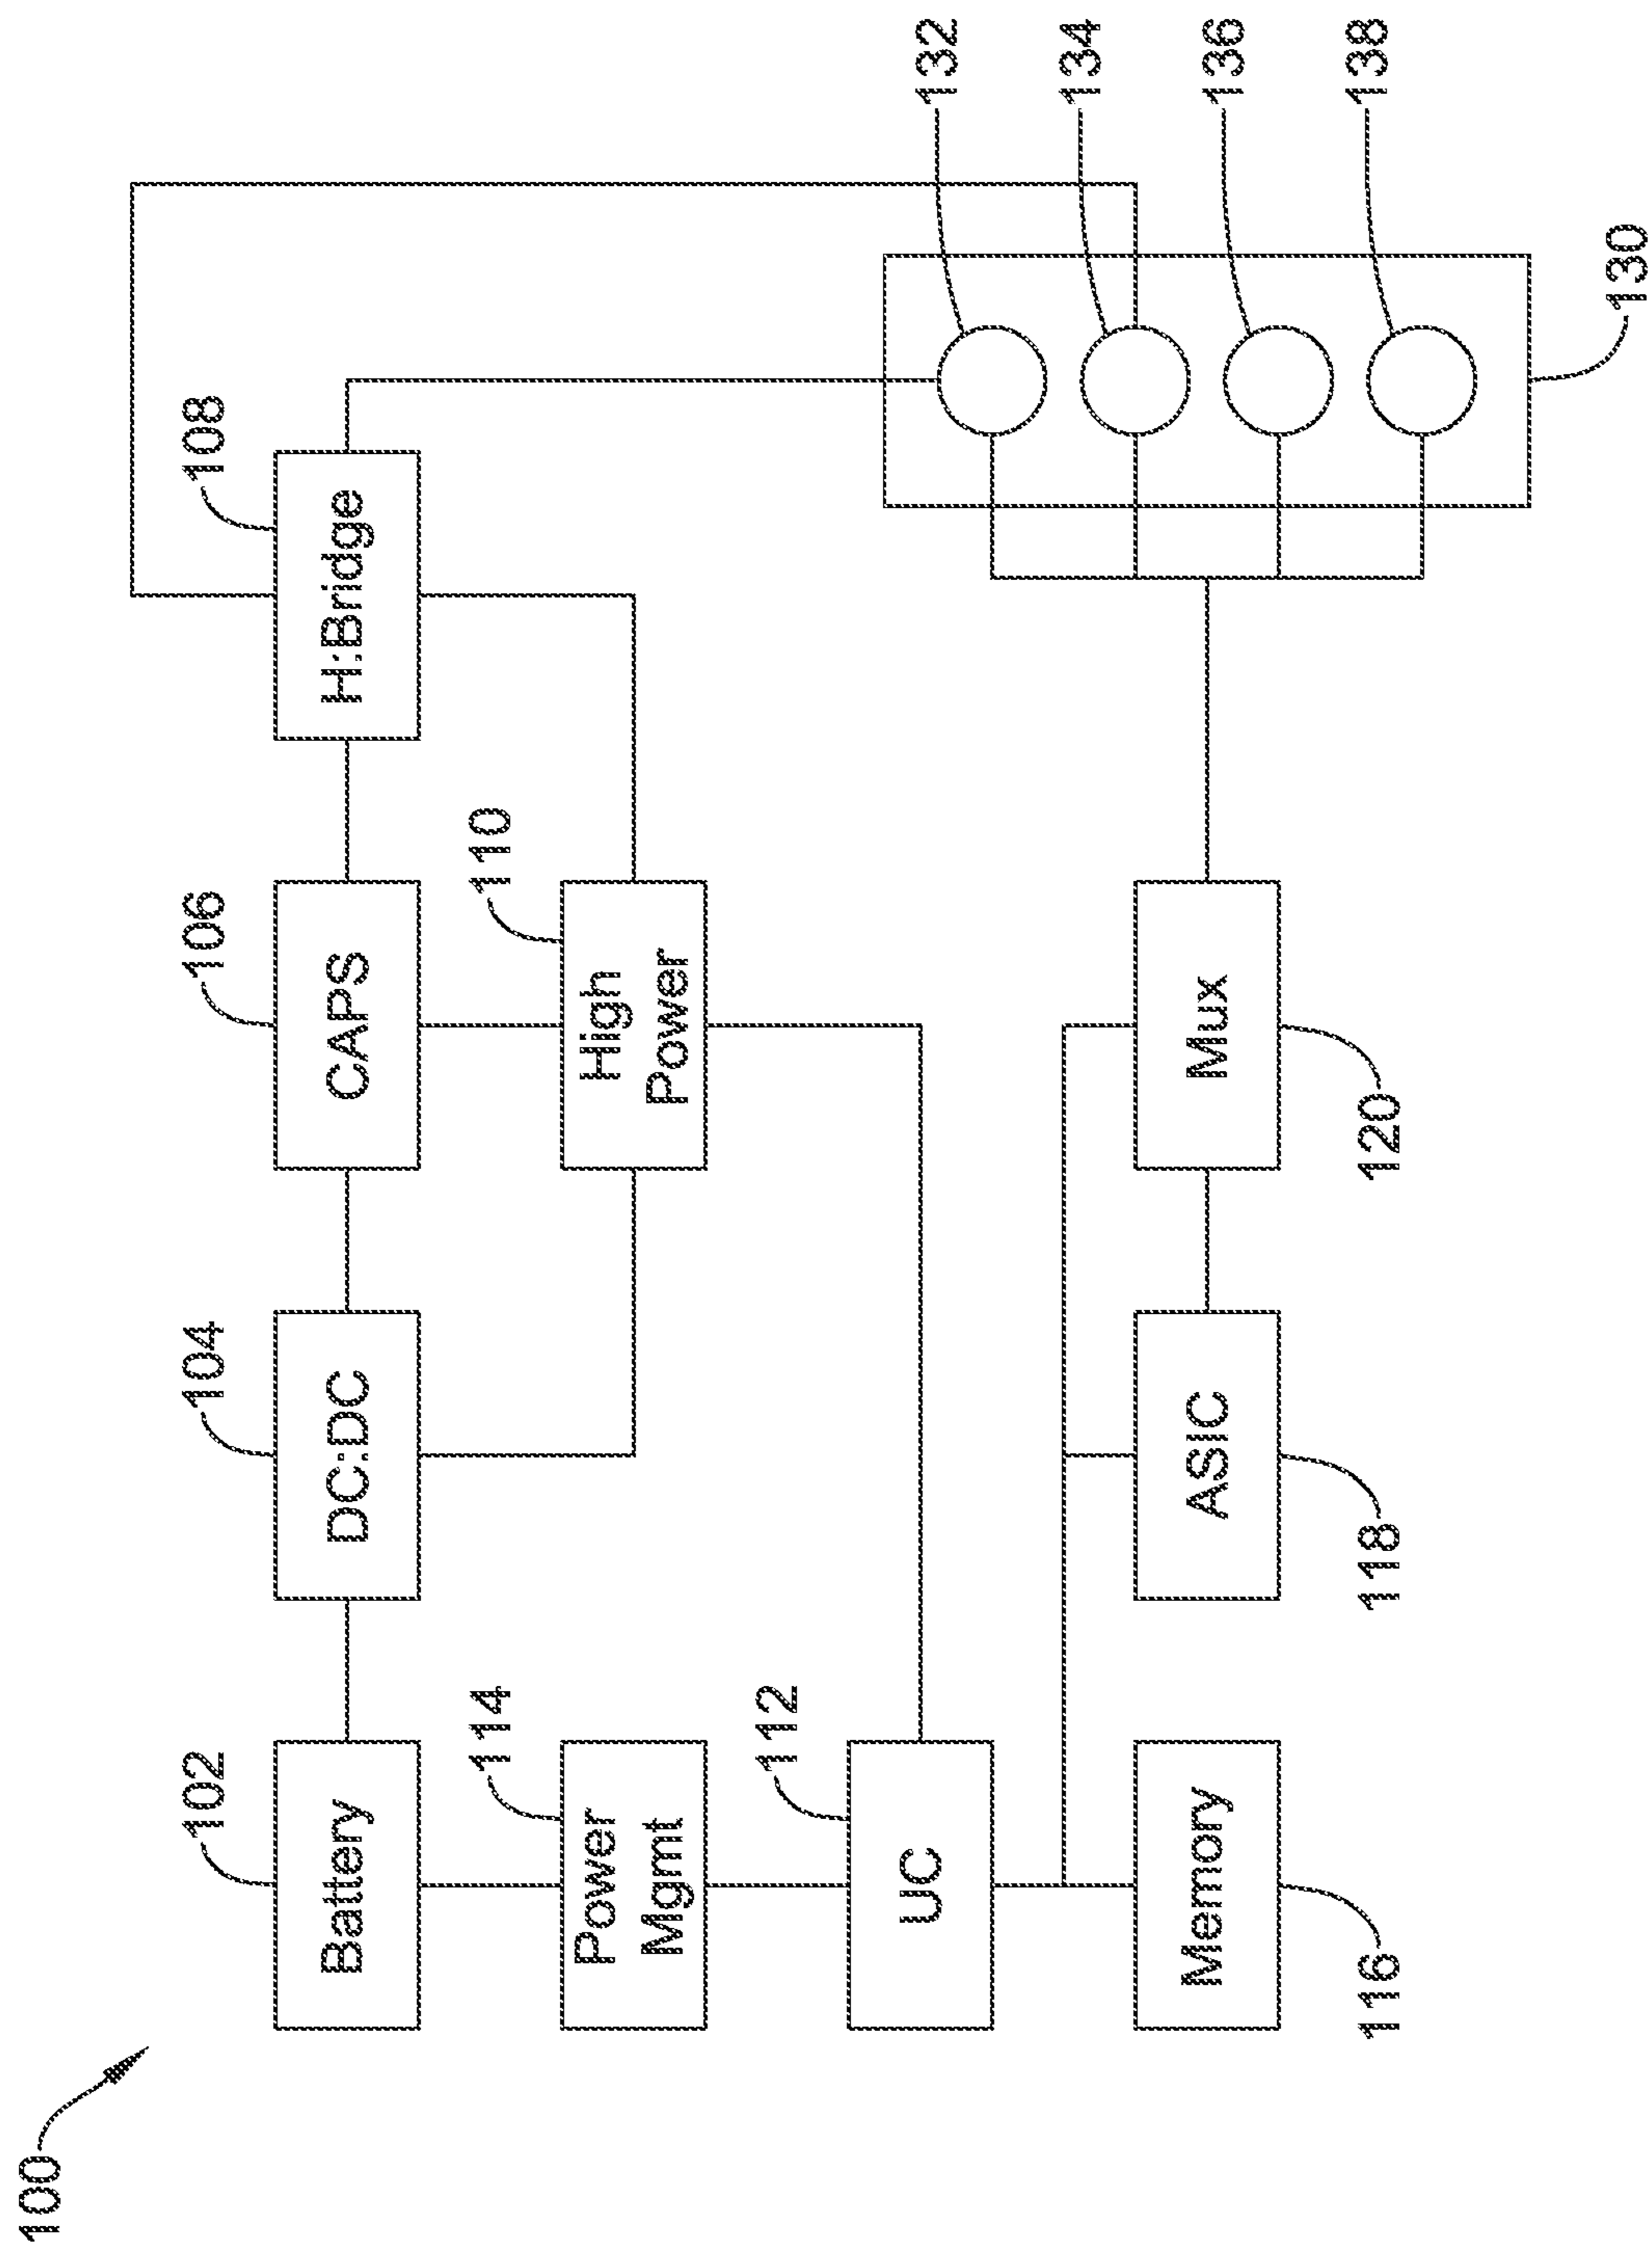 100
102
104
106
108
Battery
DC:DC
CAPS
H:Bridge
114
110
Power
Mgmt
High
Power
112
UC
132
134
136
138
Memory
ASIC
Mux
116
118
120
130